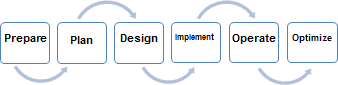 Prepare
Plan
Design
Implement
Operate
Optimize